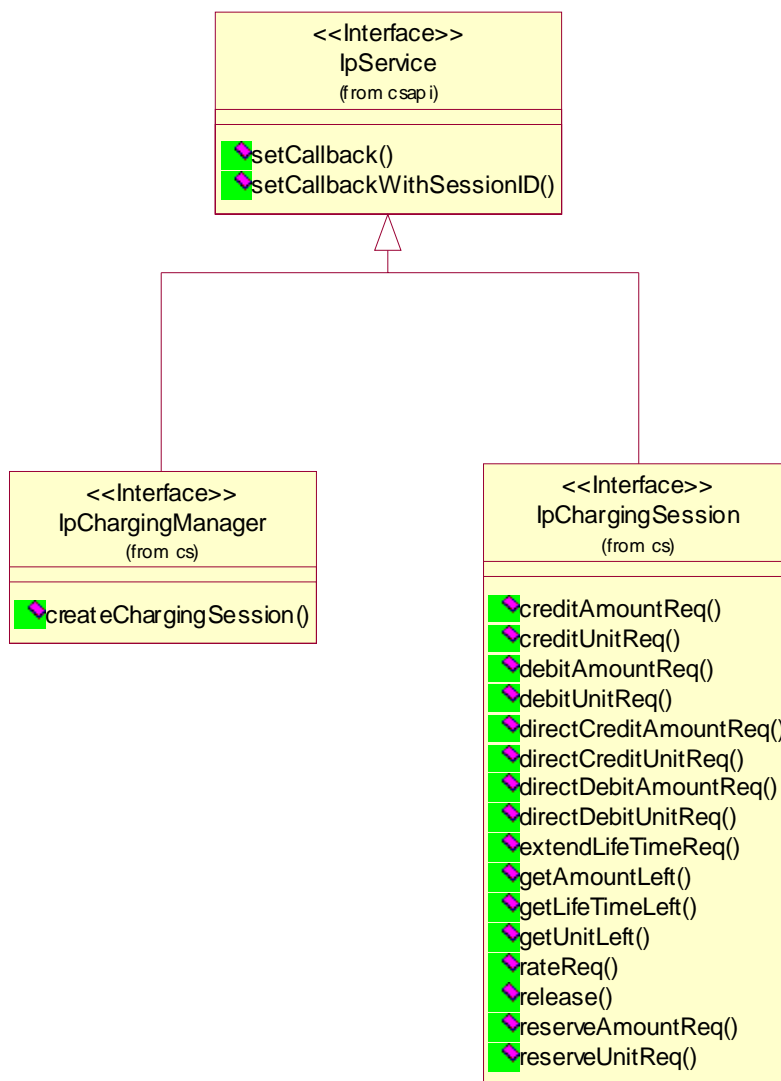 <<Interface>>
IpService
(from csapi)
setCallback()
setCallbackWithSessionID()
<<Interface>>
IpChargingManager
(from cs)
createChargingSession()
<<Interface>>
IpChargingSession
(from cs)
creditAmountReq()
creditUnitReq()
debitAmountReq()
debitUnitReq()
directCreditAmountReq()
directCreditUnitReq()
directDebitAmountReq()
directDebitUnitReq()
extendLifeTimeReq()
getAmountLeft()
getLifeTimeLeft()
getUnitLeft()
rateReq()
release()
reserveAmountReq()
reserveUnitReq()